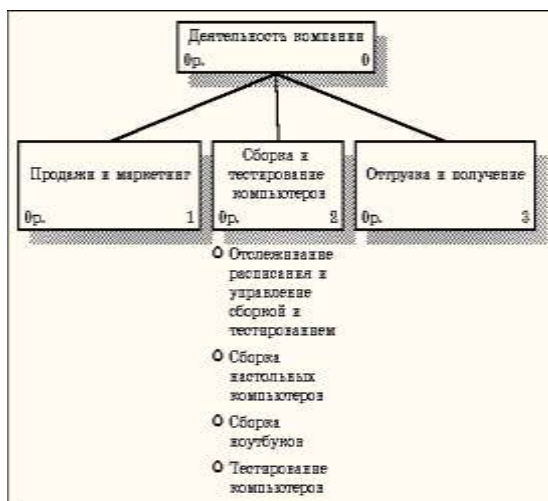 Деятельность компании
0р. 0
Продажи и маркетинг
0р. 1
Сборка и
тестирование
компьютеров
0р. 2
Отгрузка и получение
0р. 3
Отслеживание
расписания и
управление
сборкой и
тестированием
Сборка
настольных
компьютеров
Сборка
ноутбуков
Тестирование
компьютеров